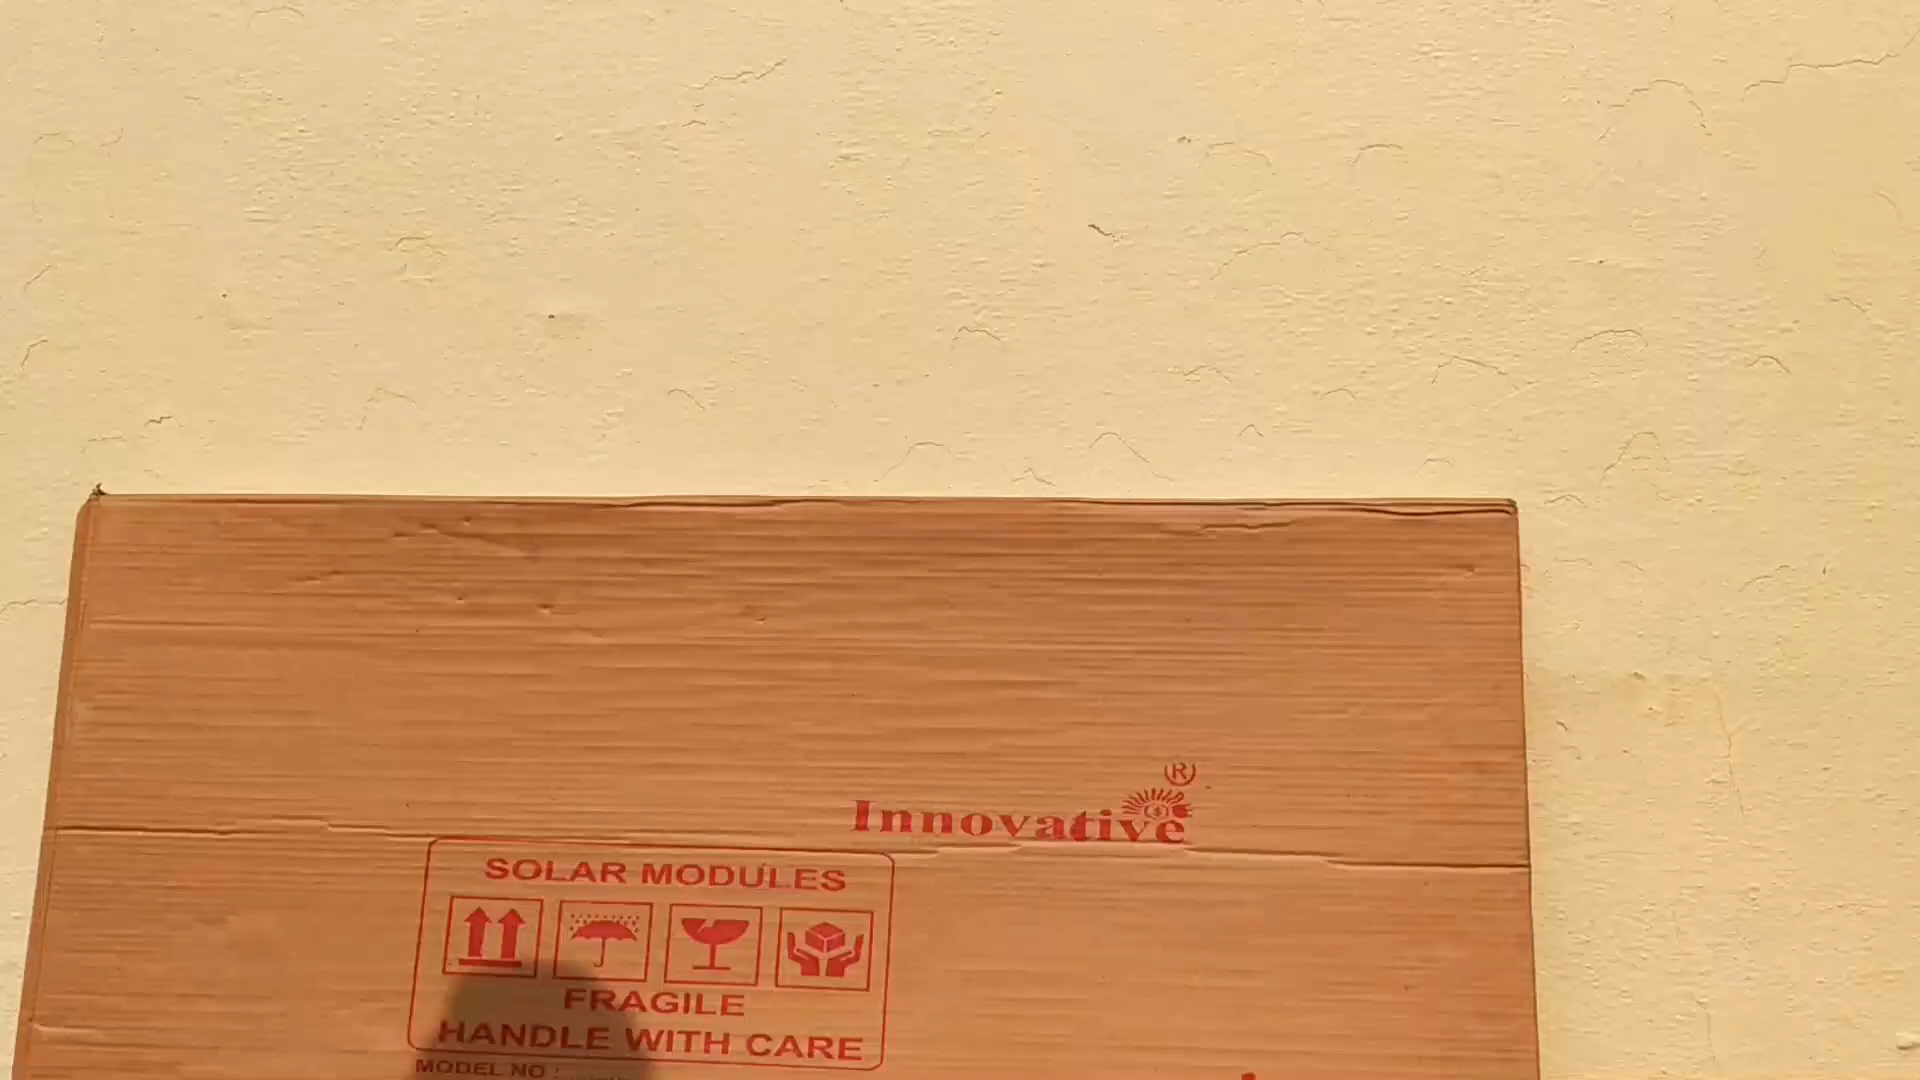 Innovative®
SOLAR MODULES
FRAGILE
HANDLE WITH CARE
MODEL NO :